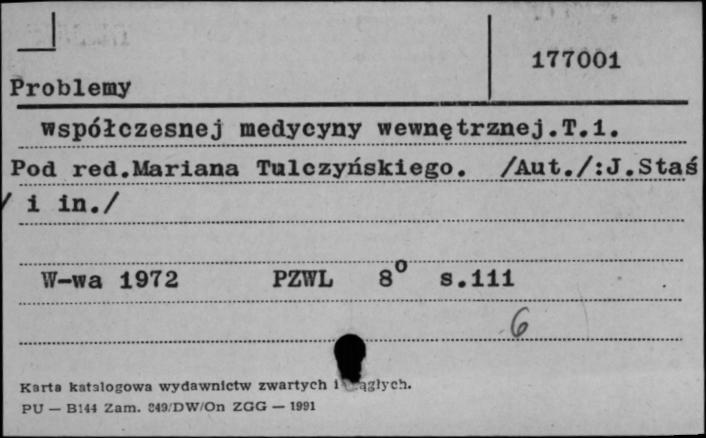 177001
Problemy
współczesnej medycyny wewnętrznej.T.1.
Pod red.Mariana Tulczyńskiego. /Aut./:J.Staś
/ i in./
W-wa 1972 PZWL 8° s.111
6
Karta katalogowa wydawnictw zwartych i ciągłych.
PU — B144 Zam. 849/DW/On ZGG — 1991